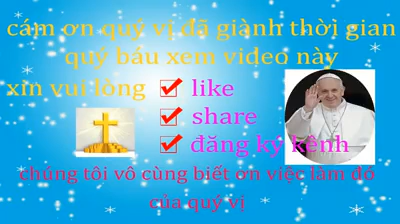 cám ơn quý vị đã giành thời gian
quý báu xem video này
xin vui lòng
like
share
đăng ký kênh
chúng tôi vô cùng biết ơn việc làm đó
của quý vị